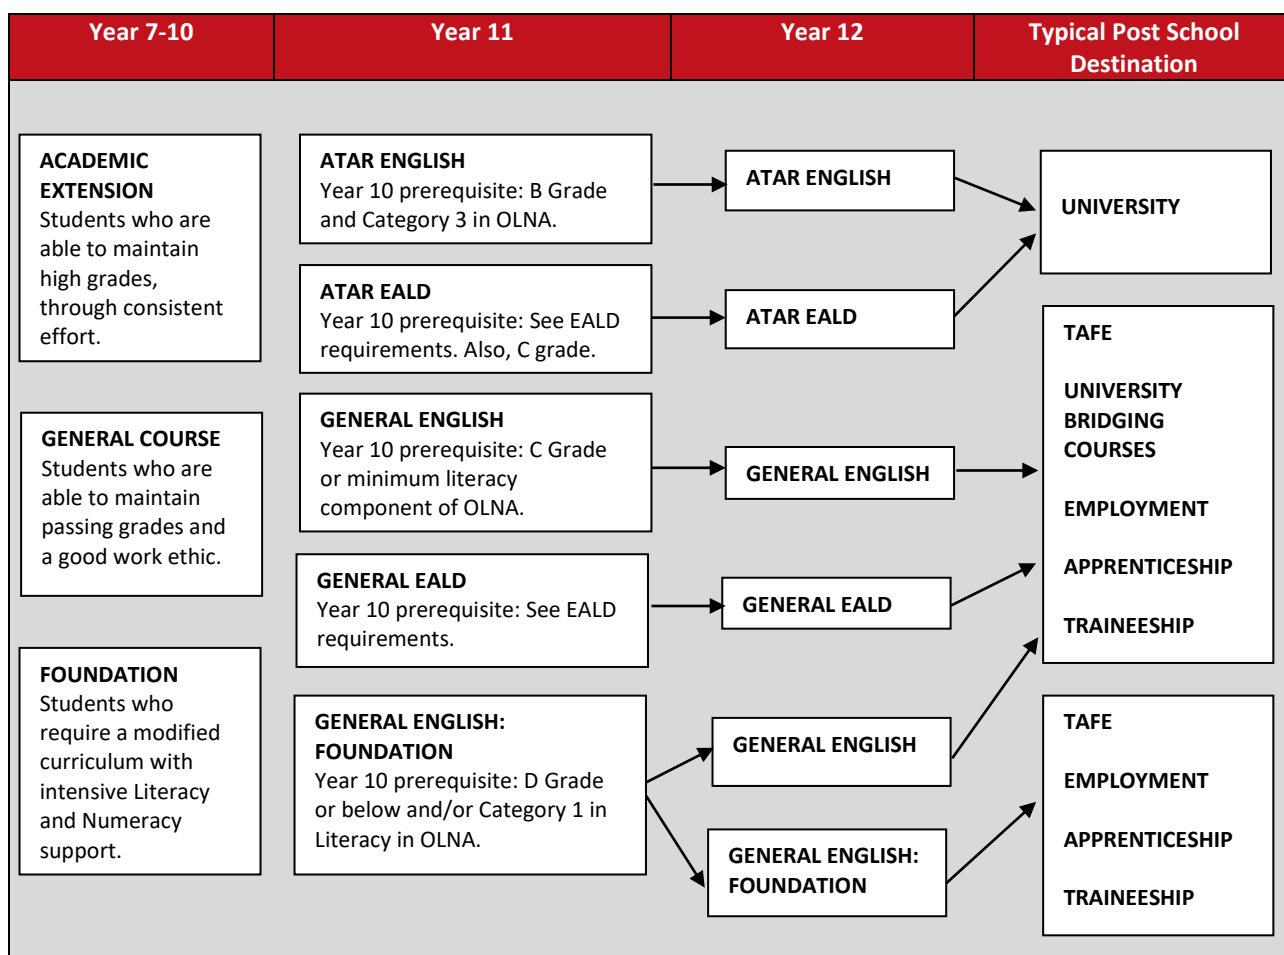 Year 7-10
Year 11
Year 12
Typical Post School
Destination
ACADEMIC
EXTENSION
Students who are
able to maintain
high grades,
through consistent
effort.
GENERAL COURSE
Students who are
able to maintain
passing grades and
a good work ethic.
FOUNDATION
Students who
require a modified
curriculum with
intensive Literacy
and Numeracy
support.
ATAR ENGLISH
Year 10 prerequisite: B Grade
and Category 3 in OLNA.
ATAR EALD
Year 10 prerequisite: See EALD
requirements. Also, C grade.
GENERAL ENGLISH
Year 10 prerequisite: C Grade
or minimum literacy
component of OLNA.
GENERAL EALD
Year 10 prerequisite: See EALD
requirements.
GENERAL ENGLISH:
FOUNDATION
Year 10 prerequisite: D Grade
or below and/or Category 1 in
Literacy in OLNA.
ATAR ENGLISH
ATAR EALD
GENERAL ENGLISH
GENERAL EALD
GENERAL ENGLISH
GENERAL ENGLISH:
FOUNDATION
UNIVERSITY
TAFE
UNIVERSITY
BRIDGING
COURSES
EMPLOYMENT
APPRENTICESHIP
TRAINEESHIP
TAFE
EMPLOYMENT
APPRENTICESHIP
TRAINEESHIP